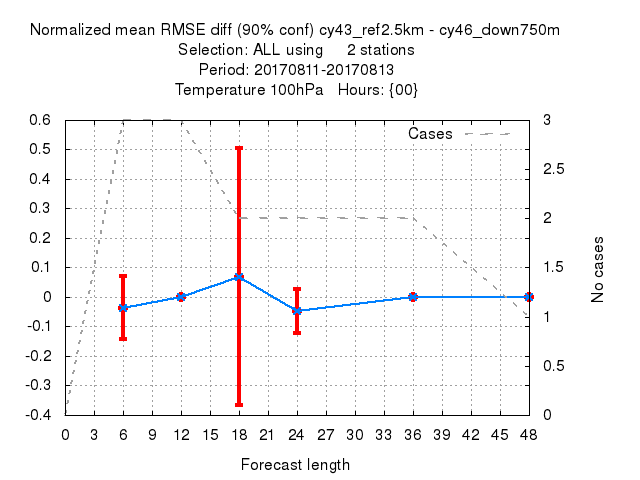 Normalized mean RMSE diff (90% conf) cy43_ref2.5km - cy46_down750m
Selection: ALL using 2 stations
Period: 20170811-20170813
Temperature 100hPa Hours: {00}
Cases
0.6
0.5
0.4
0.3
0.2
0.1
0
-0.1
-0.2
-0.3
-0.4
3
2.5
2
1.5
1
0.5
0
No cases
0 3 6 9 12 15 18 21 24 27 30 33 36 39 42 45 48
Forecast length